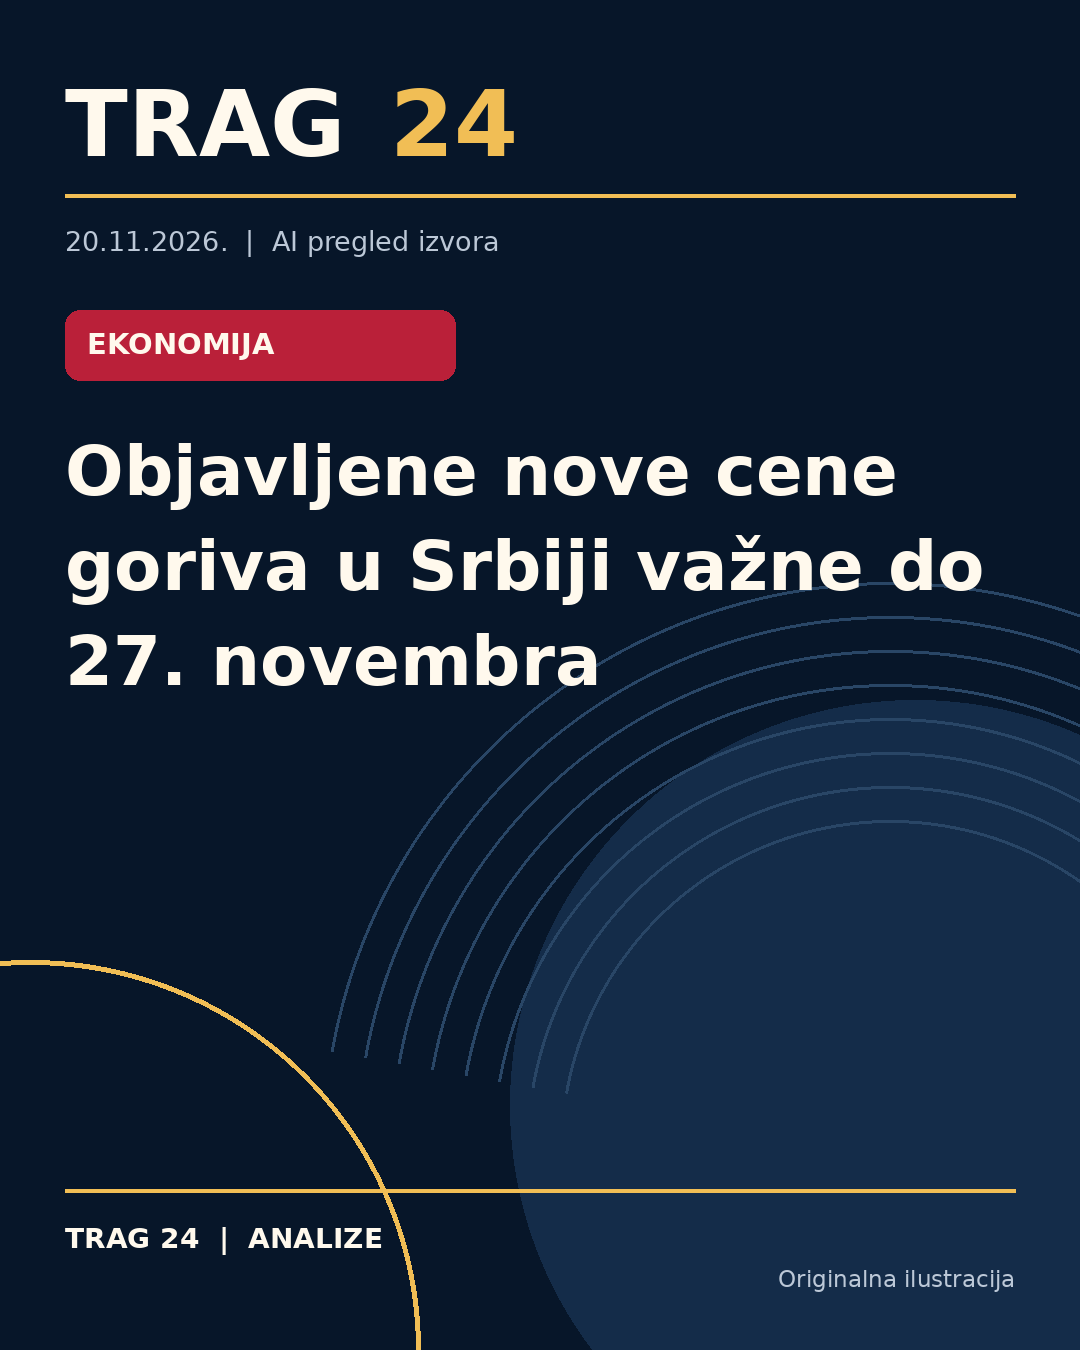 TRAG 24
20.11.2026. | AI pregled izvora
EKONOMIJA
Objavljene nove cene
goriva u Srbiji važne do
27. novembra
TRAG 24 | ANALIZE
Originalna ilustracija